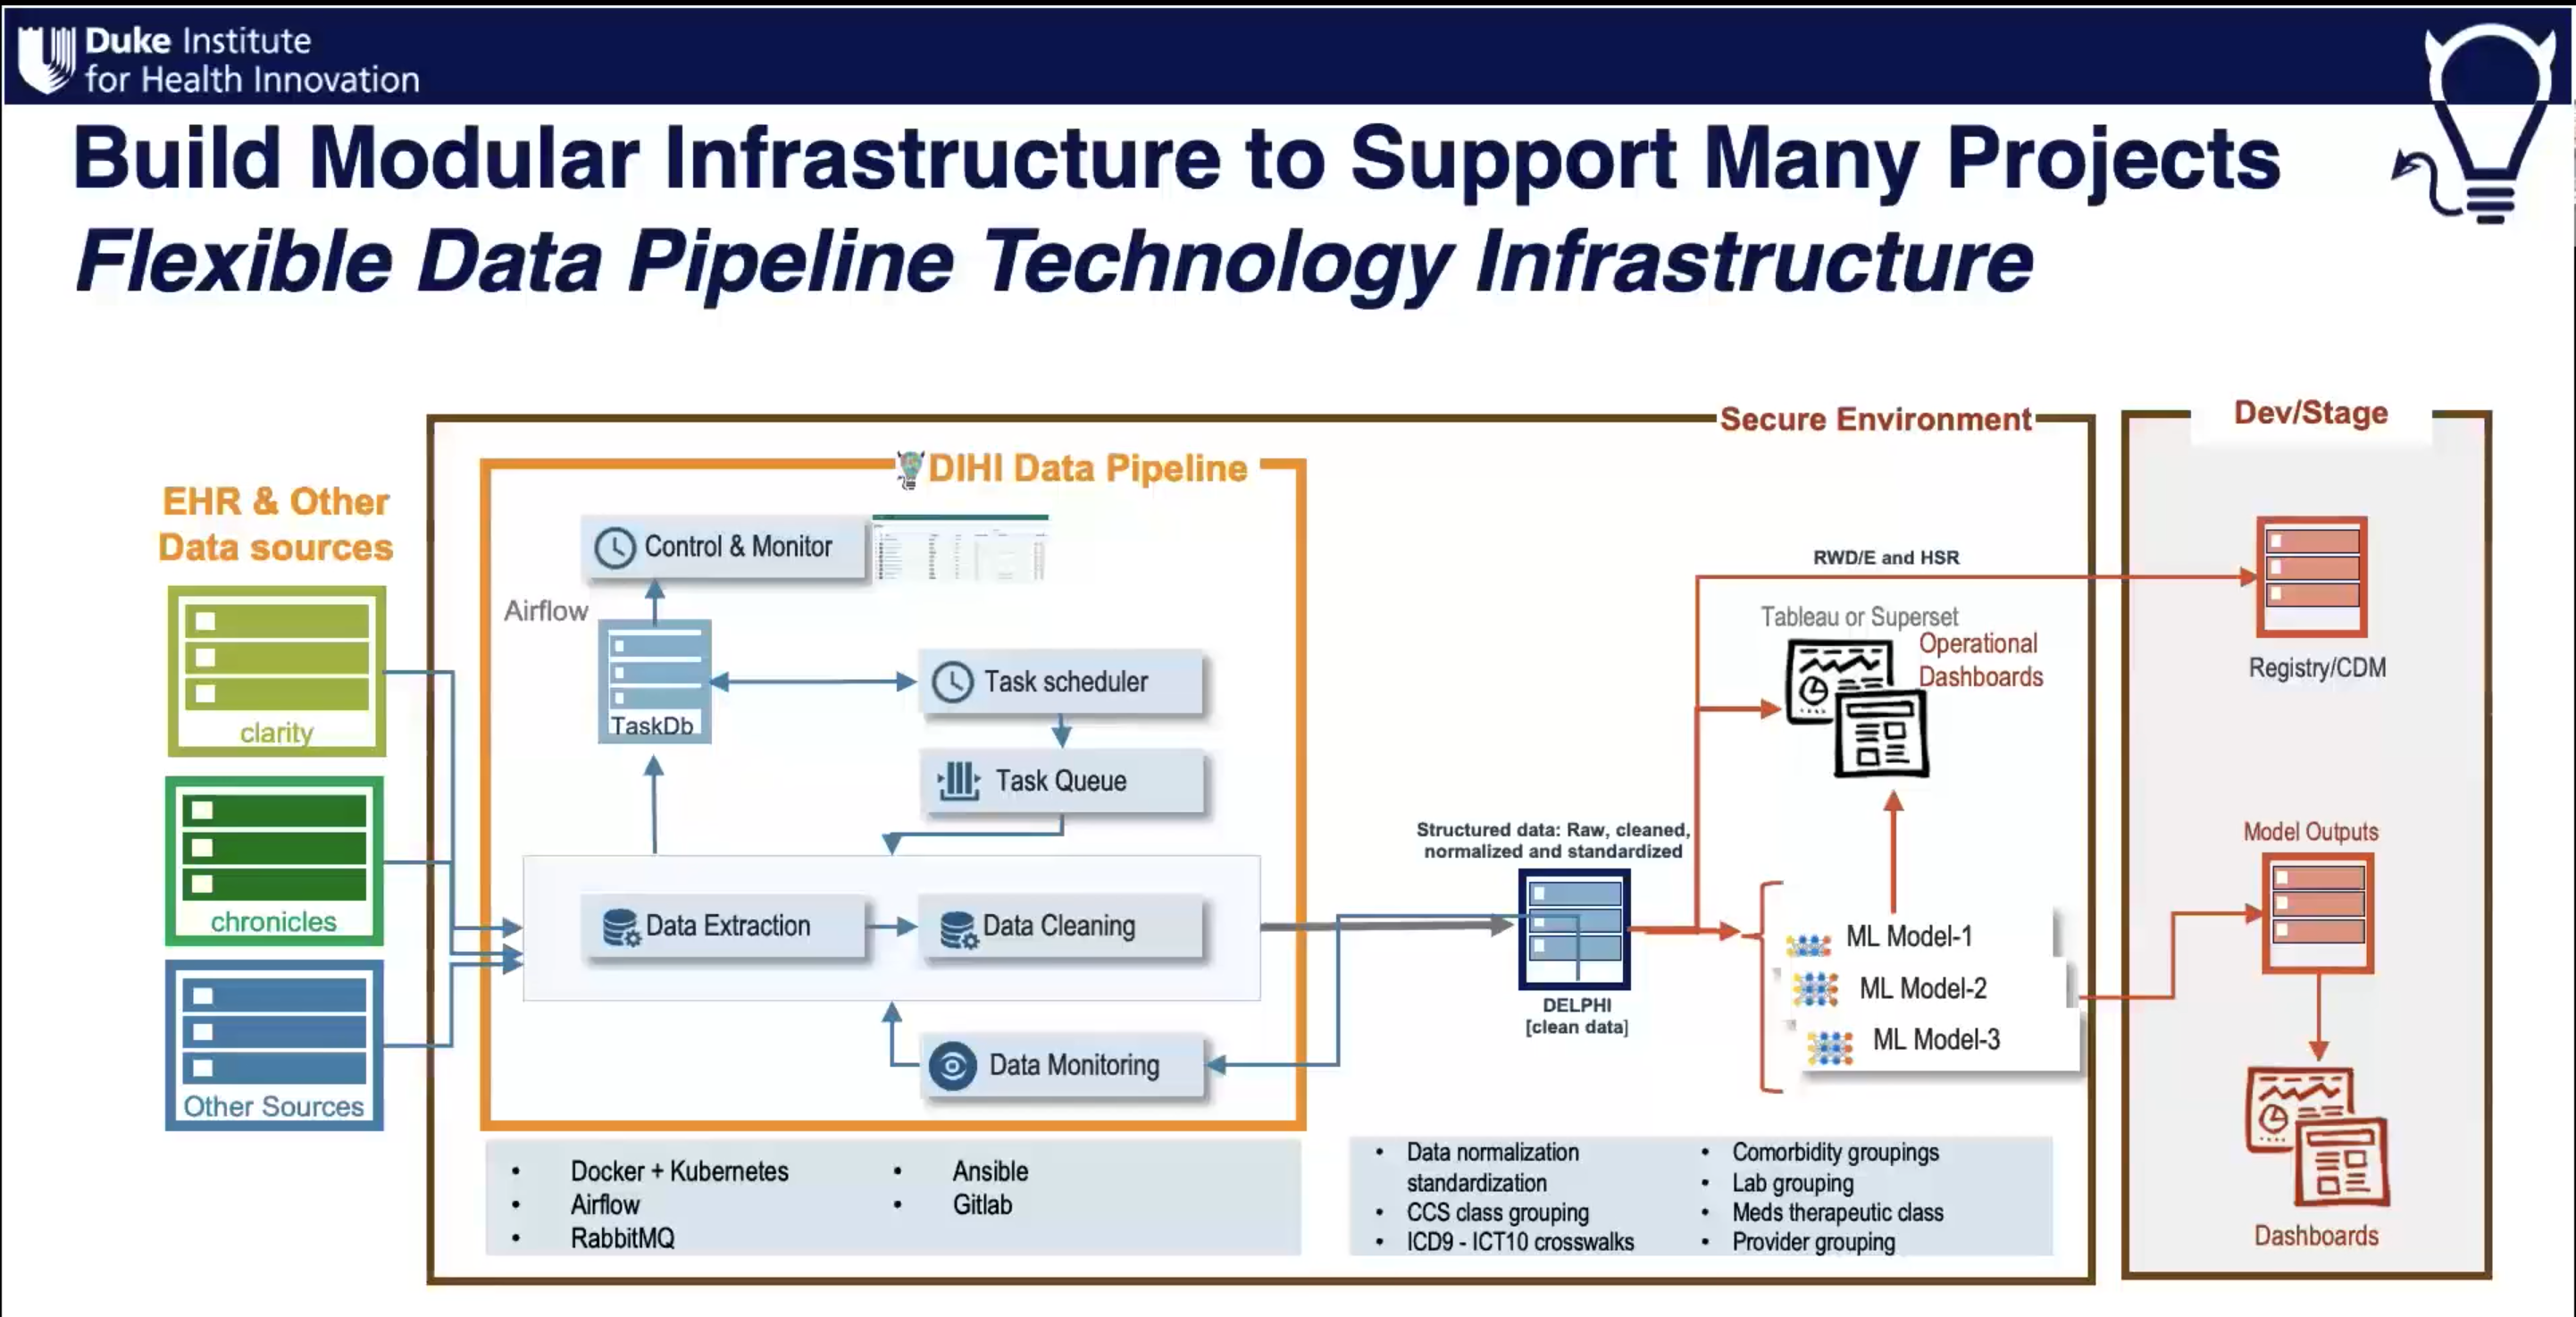 Duke Institute
for Health Innovation
Build Modular Infrastructure to Support Many Projects
Flexible Data Pipeline Technology Infrastructure
EHR & Other
Data sources
clarity
chronicles
Other Sources
Secure Environment
DIHI Data Pipeline
Control & Monitor
Airflow
TaskDb
Task scheduler
Task Queue
Data Extraction
Data Cleaning
Data Monitoring
• Docker + Kubernetes
• Airflow
• RabbitMQ
• Ansible
• Gitlab
Structured data: Raw, cleaned,
normalized and standardized
DELPHI
[clean data]
RWD/E and HSR
Tableau or Superset
Operational
Dashboards
ML Model-1
ML Model-2
ML Model-3
• Data normalization
standardization
• CCS class grouping
• ICD9 - ICT10 crosswalks
• Comorbidity groupings
• Lab grouping
• Meds therapeutic class
• Provider grouping
Dev/Stage
Registry/CDM
Model Outputs
Dashboards